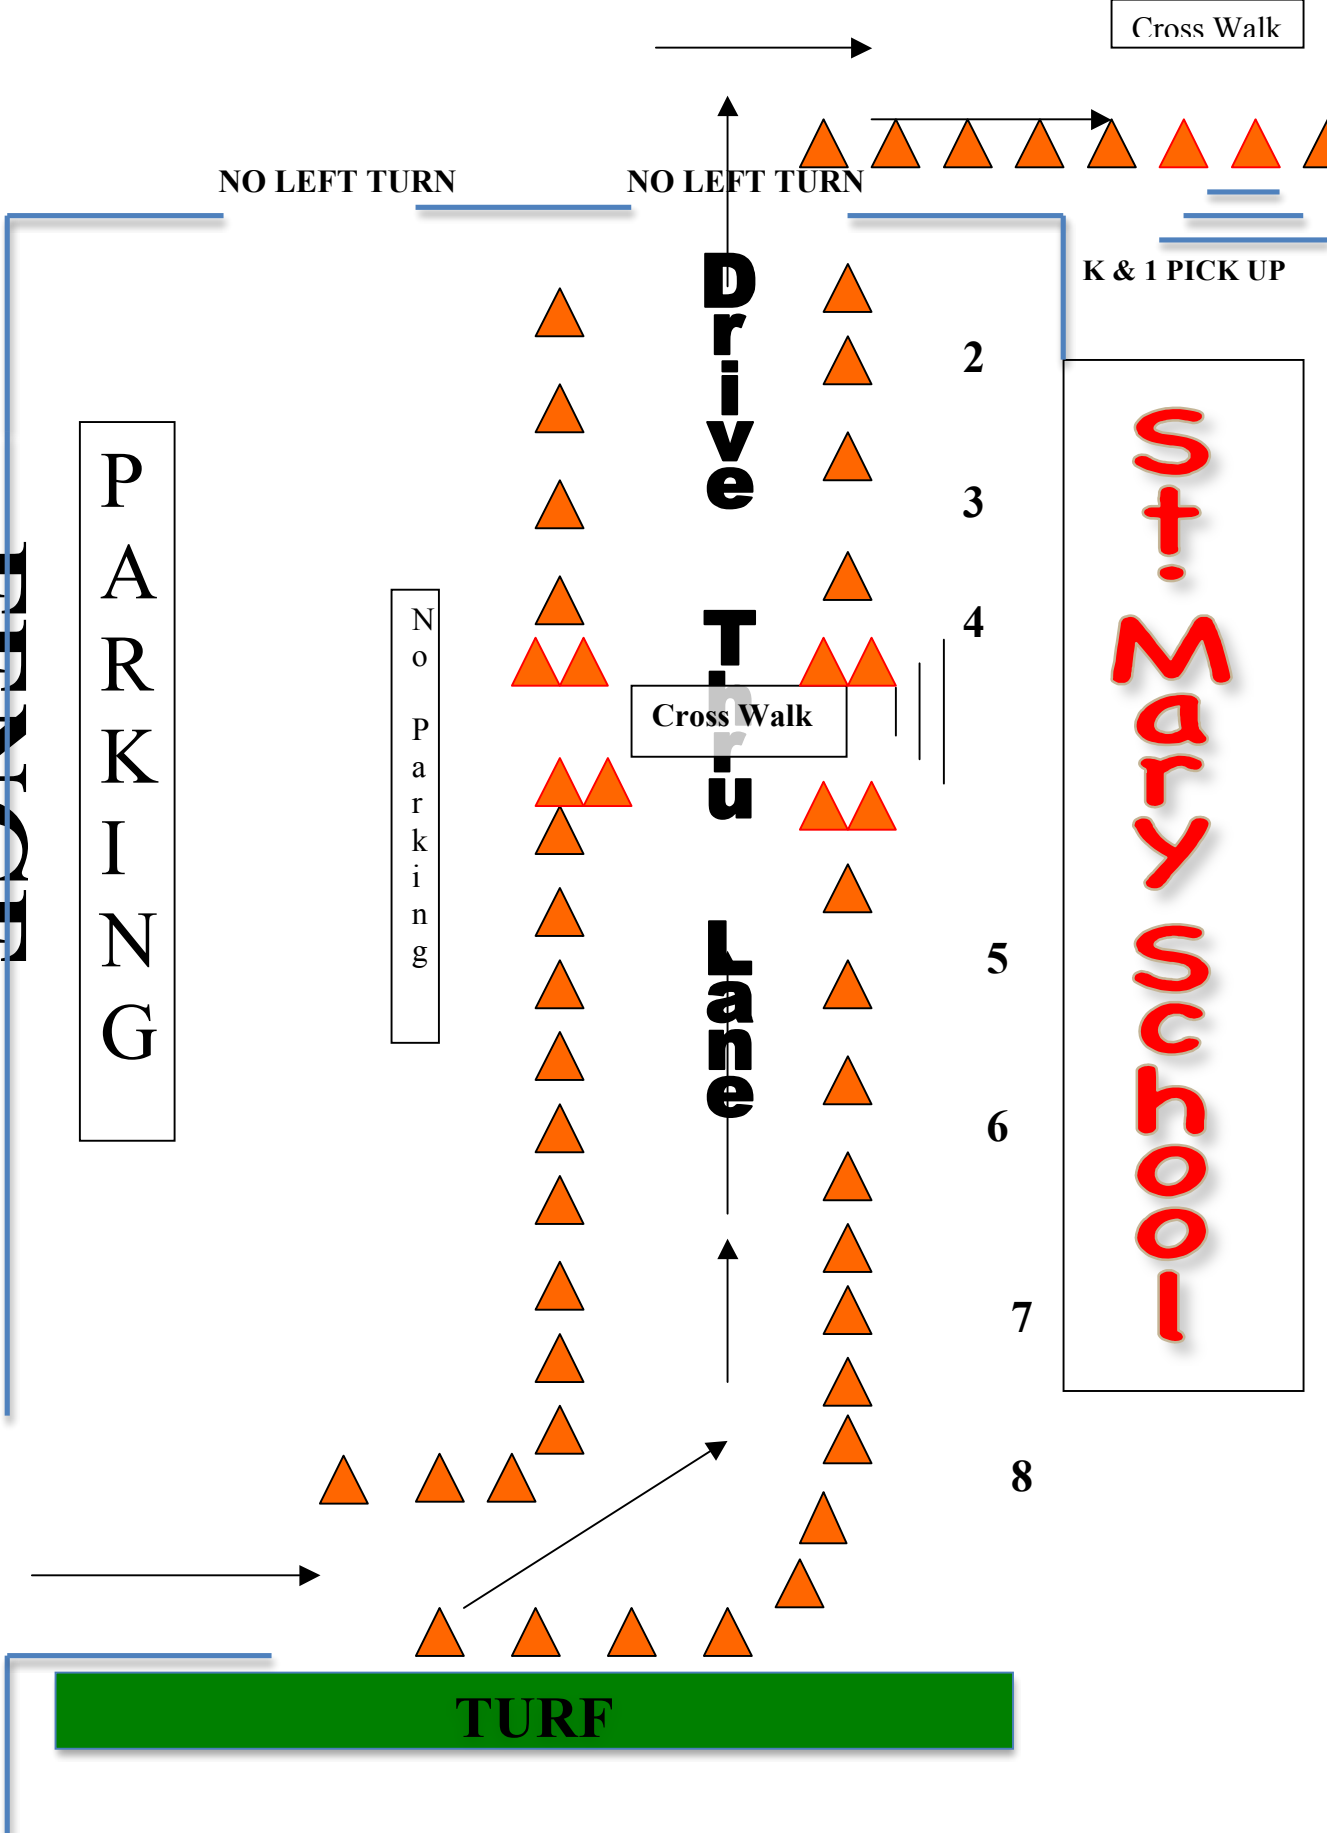 Cross Walk
NO LEFT TURN
NO LEFT TURN
K & 1 PICK UP
Drive Thru Lane
2
3
4
5
6
7
8
St. Mary School
PARKING
No Parking
Cross Walk
FENCE
TURF